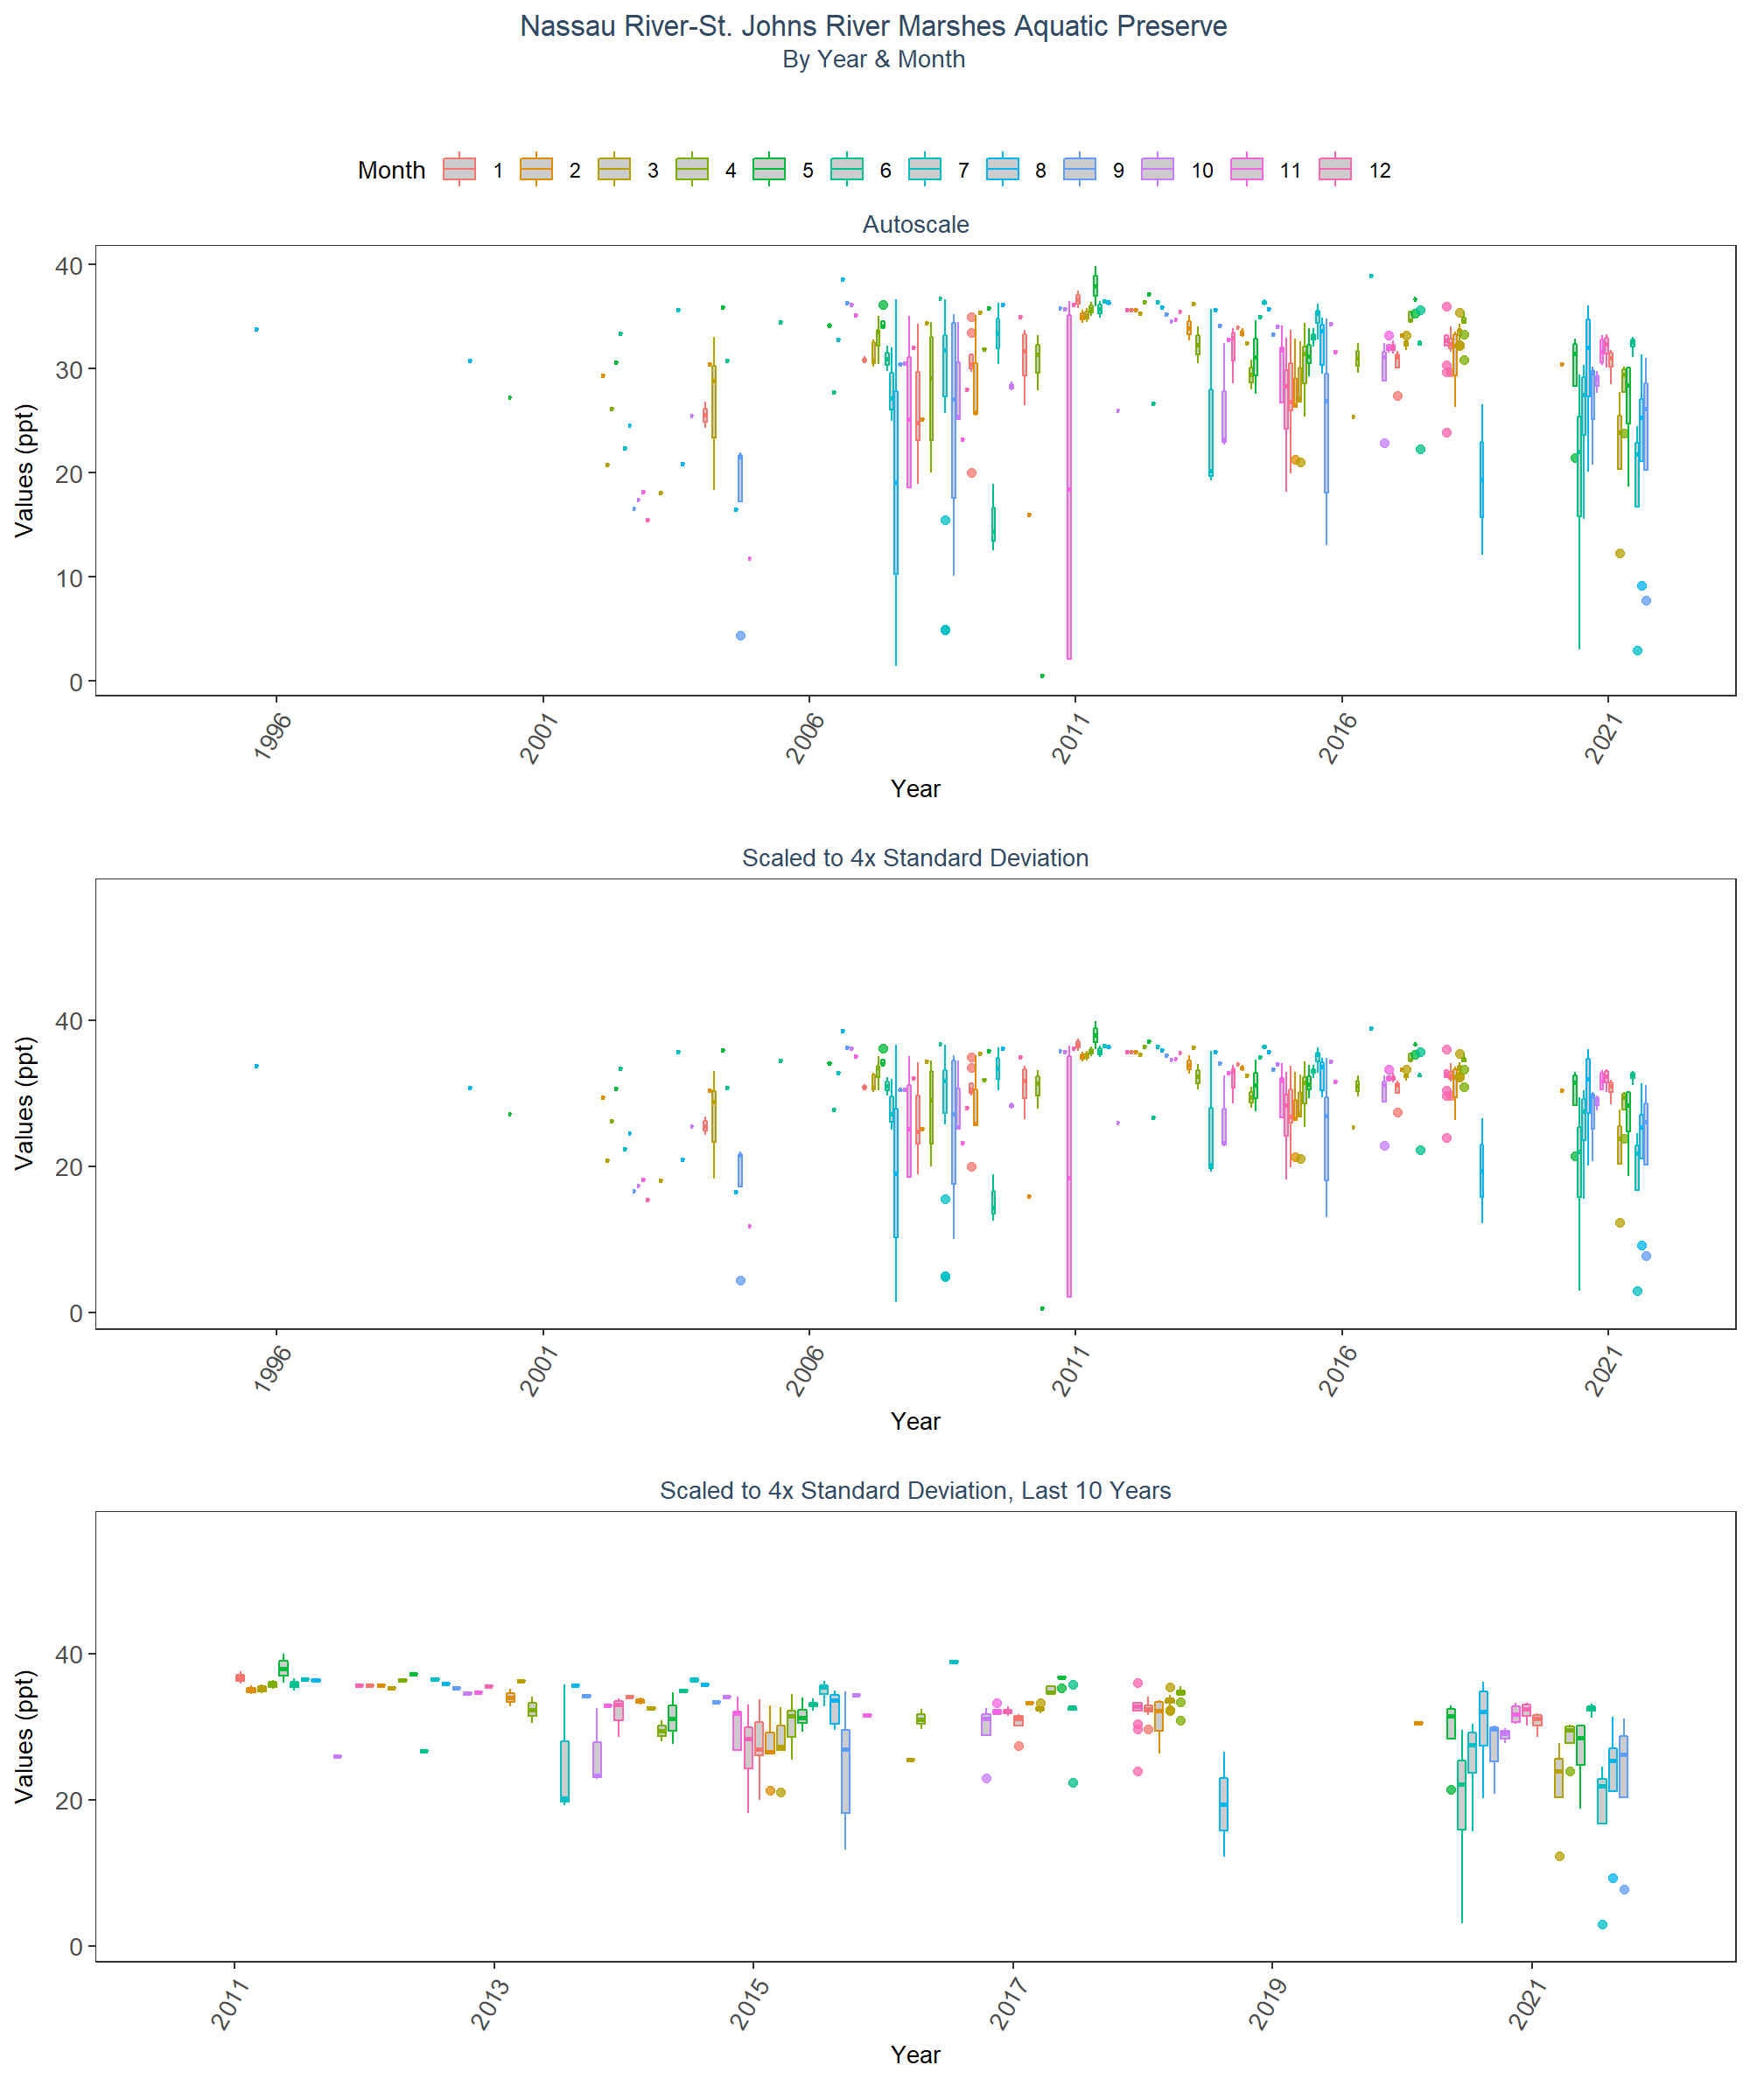 Nassau River-St. Johns River Marshes Aquatic Preserve
By Year & Month
Month 1 2 3 4 5 6 7 8 9 10 11 12
Autoscale
Values (ppt)
40
30
20
10
0
1996 2001 2006 2011 2016 2021
Year
Scaled to 4x Standard Deviation
Values (ppt)
40
20
0
1996 2001 2006 2011 2016 2021
Year
Scaled to 4x Standard Deviation, Last 10 Years
Values (ppt)
40
20
0
2011 2013 2015 2017 2019 2021
Year